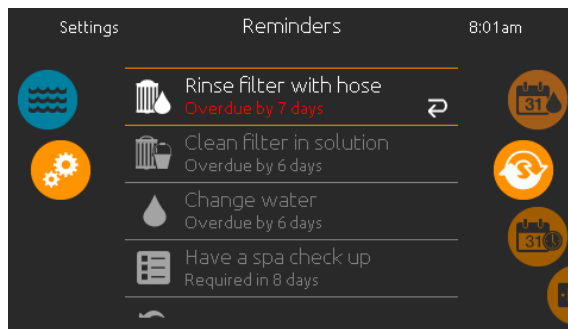 Settings
Reminders
8:01am
Rinse filter with hose
Overdue by 7 days
31
Clean filter in solution
Overdue by 6 days
Change water
Overdue by 6 days
31
Have a spa check up
Required in 8 days